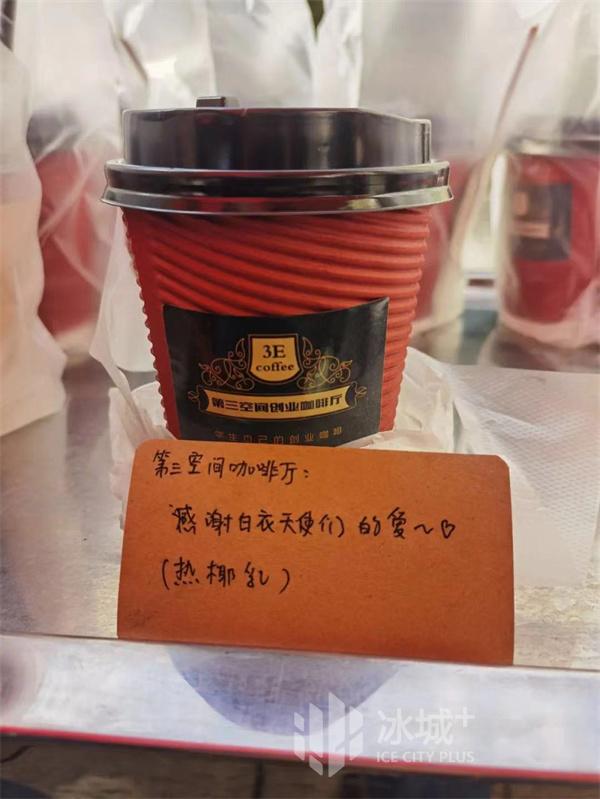 3E
coffee
第三空间创业咖啡厅
第三空间咖啡厅：
感谢白衣天使们的爱~♡
(热椰乳)
冰城+
ICE CITY PLUS